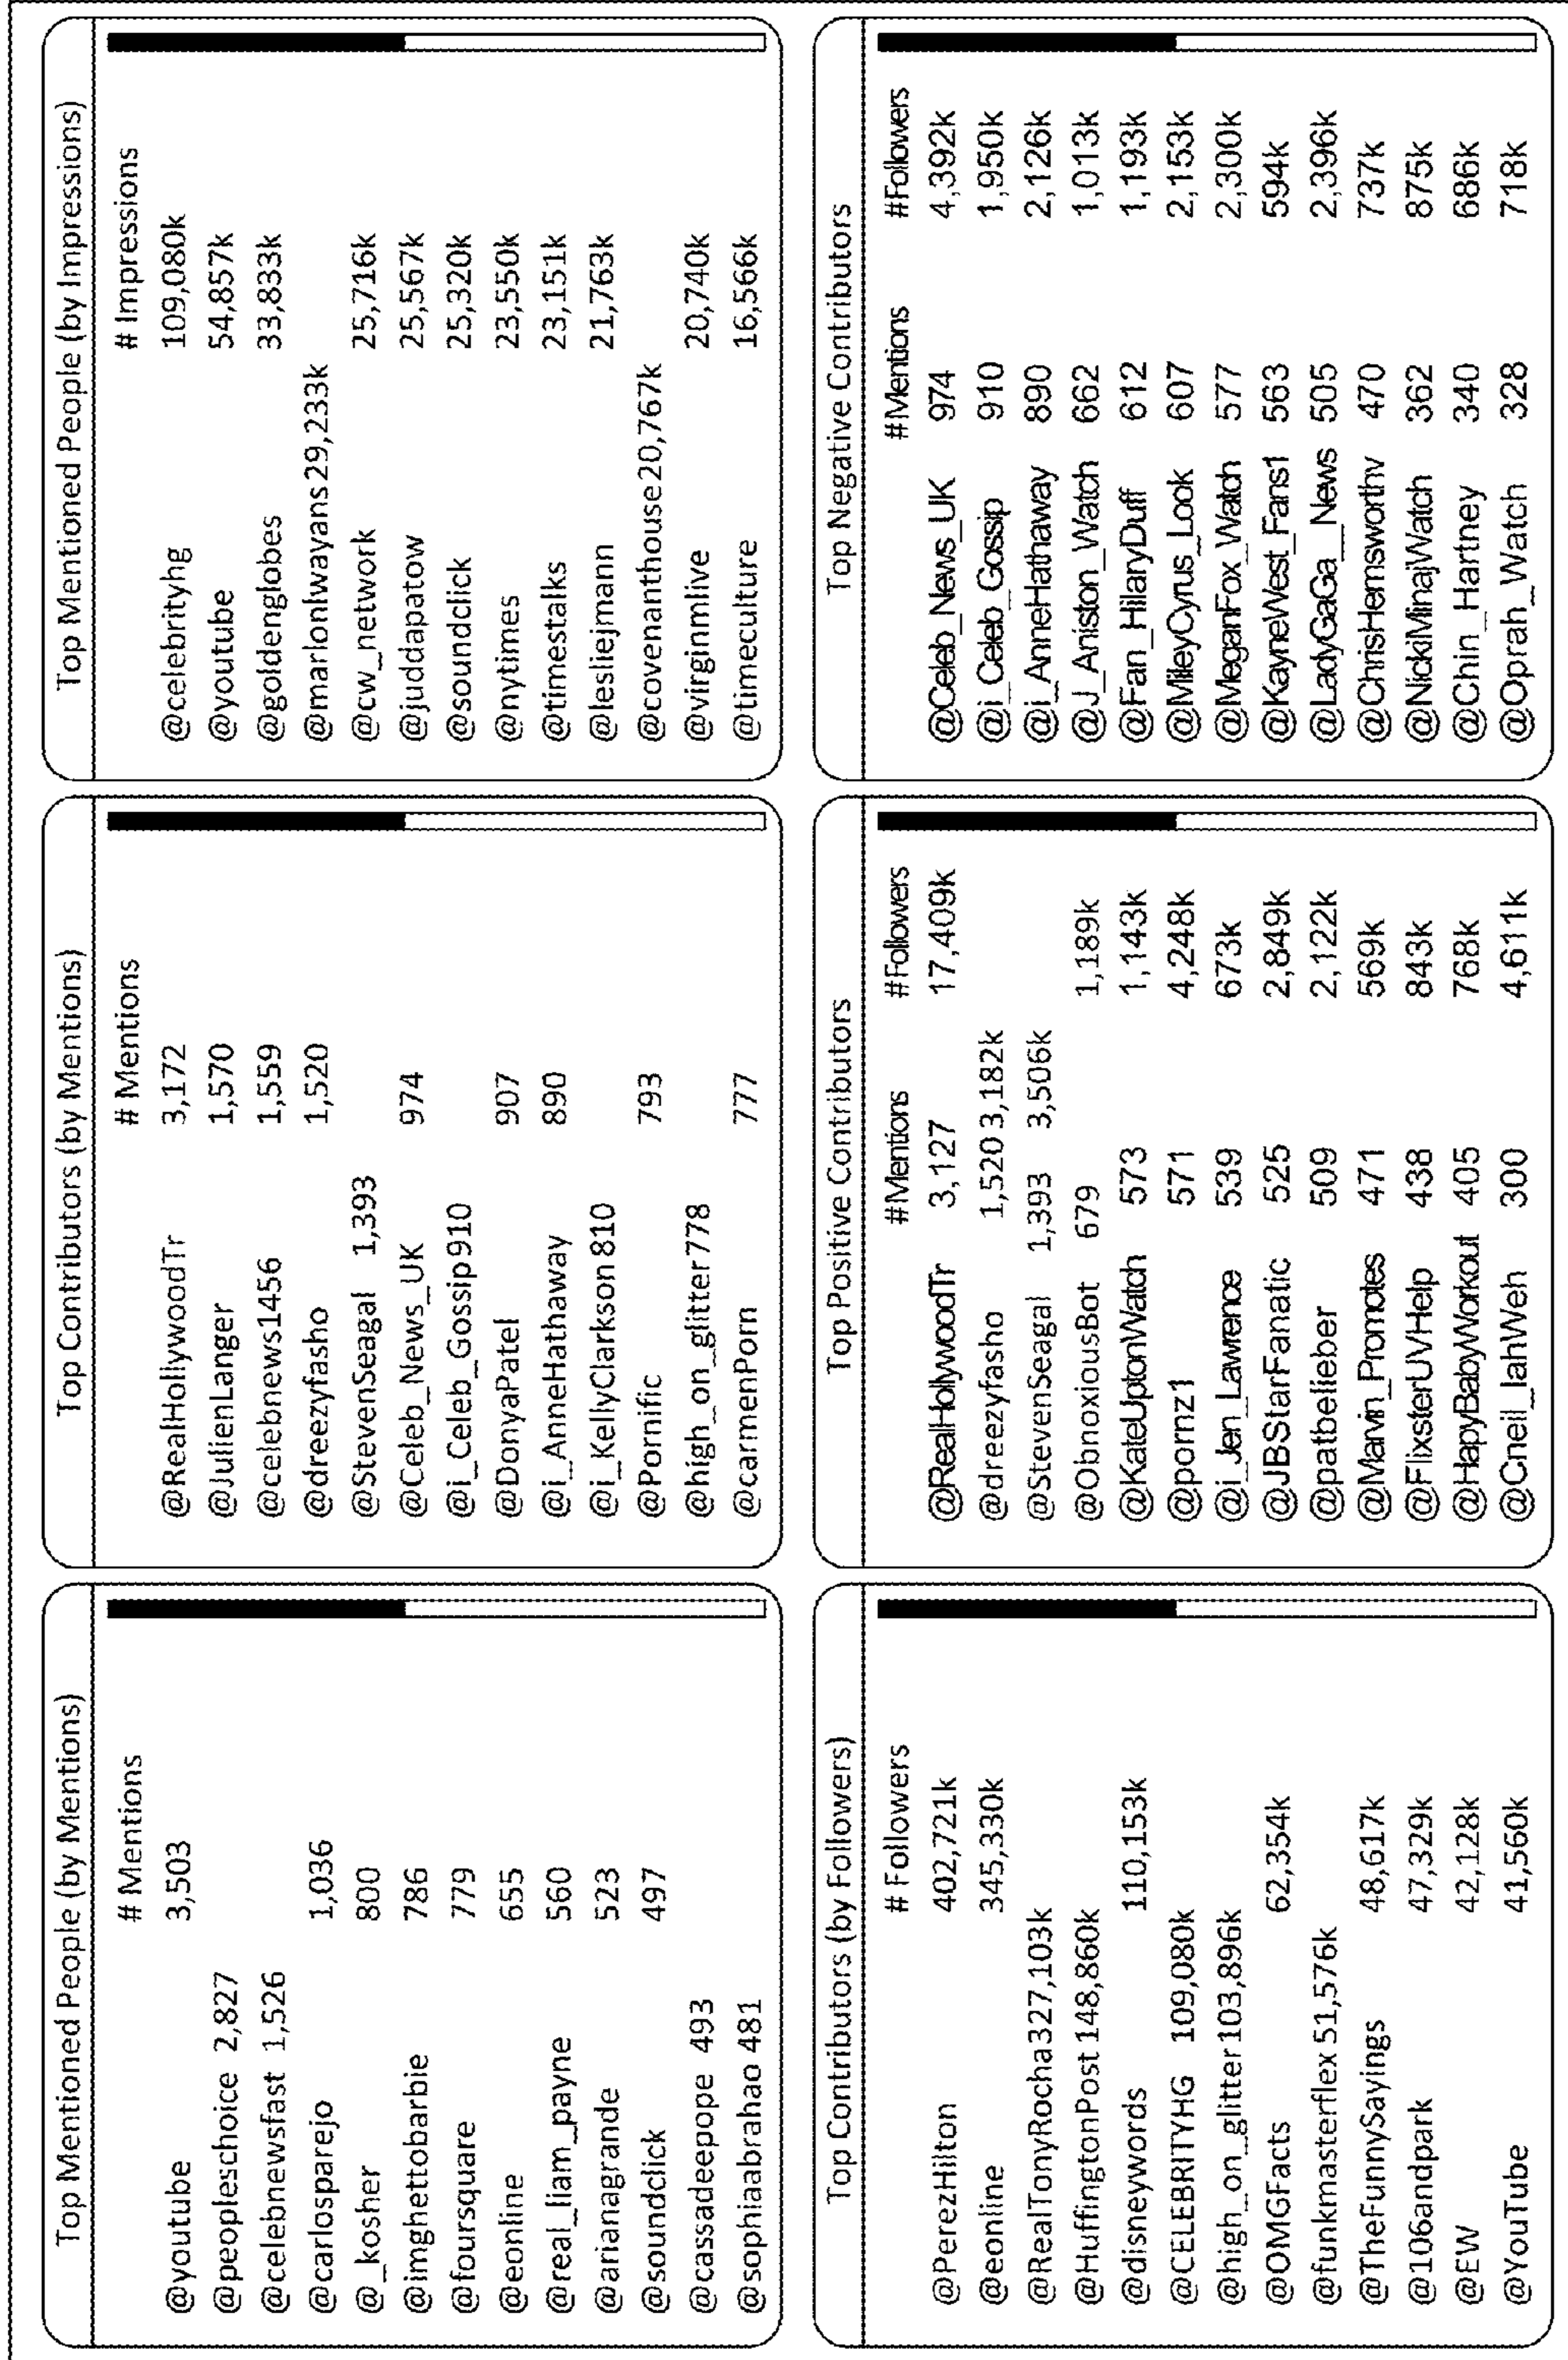 Top Mentioned People (by Mentions)
# Mentions
@youtube 3,503
@peopleschoice 2,827
@celebnewsfast 1,526
@carlosparejo 1,036
@_kosher 800
@imghettobarbie 786
@foursquare 779
@eonline 655
@real_liam_payne 560
@arianagrande 523
@soundclick 497
@cassadeepope 493
@sophiaabrahao 481
Top Contributors (by Mentions)
# Mentions
@RealHollywoodTr 3,172
@JulienLanger 1,570
@celebnews1456 1,559
@dreezyfasho 1,520
@StevenSeagal 1,393
@Celeb_News_UK 974
@i_Celeb_Gossip 910
@DonyaPatel 907
@i_AnneHathaway 890
@i_KellyClarkson 810
@Pornific 793
@high_on_glitter 778
@carmenPorn 777
Top Mentioned People (by Impressions)
# Impressions
@celebrityhg 109,080k
@youtube 54,857k
@goldenglobes 33,833k
@marlonlwayans 29,233k
@cw_network 25,716k
@juddapatow 25,567k
@soundclick 25,320k
@nytimes 23,550k
@timestalks 23,151k
@lesliejmann 21,763k
@covenanthouse 20,767k
@virginmlive 20,740k
@timeculture 16,566k
Top Contributors (by Followers)
# Followers
@PerezHilton 402,721k
@eonline 345,330k
@RealTonyRocha 327,103k
@HuffingtonPost 148,860k
@disneywords 110,153k
@CELEBRITYHG 109,080k
@high_on_glitter 103,896k
@OMGFacts 62,354k
@funkmasterflex 51,576k
@TheFunnySayings 48,617k
@106andpark 47,329k
@EW 42,128k
@YouTube 41,560k
Top Positive Contributors
#Mentions #Followers
@RealHollywoodTr 3,127 17,409k
@dreezyfasho 1,520 3,182k
@StevenSeagal 1,393 3,506k
@ObnoxiousBot 679 1,189k
@KateUptonWatch 573 1,143k
@pornz1 571 4,248k
@i_Jen_Lawrence 539 673k
@JBStarFanatic 525 2,849k
@patbelieber 509 2,122k
@Marvin_Promotes 471 569k
@FlixsterUVHelp 438 843k
@HapyBabyWorkout 405 768k
@Cneil_IahWeh 300 4,611k
Top Negative Contributors
#Mentions #Followers
@Celeb_News_UK 974 4,392k
@i_Celeb_Gossip 910 1,950k
@i_AnneHathaway 890 2,126k
@J_Aniston_Watch 662 1,013k
@Fan_HilaryDuff 612 1,193k
@MileyCyrus_Look 607 2,153k
@MeganFox_Watch 577 2,300k
@KayneWest_Fans1 563 594k
@LadyGaGa__News 505 2,396k
@ChrisHemsworthv 470 737k
@NickiMinajWatch 362 875k
@Chin_Hartney 340 686k
@Oprah_Watch 328 718k